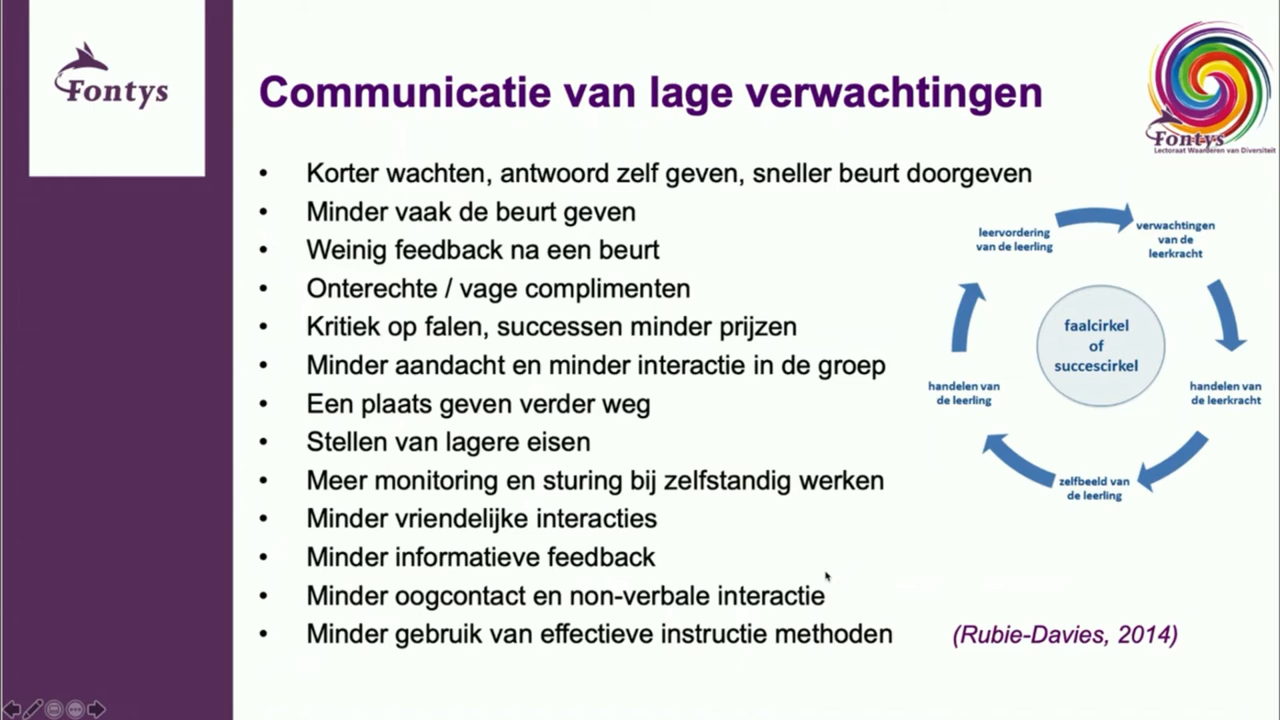 Fontys
Communicatie van lage verwachtingen
Fontys
Lectoraat Waarderen van Diversiteit
• Korter wachten, antwoord zelf geven, sneller beurt doorgeven
• Minder vaak de beurt geven
• Weinig feedback na een beurt
• Onterechte / vage complimenten
• Kritiek op falen, successen minder prijzen
• Minder aandacht en minder interactie in de groep
• Een plaats geven verder weg
• Stellen van lagere eisen
• Meer monitoring en sturing bij zelfstandig werken
• Minder vriendelijke interacties
• Minder informatieve feedback
• Minder oogcontact en non-verbale interactie
• Minder gebruik van effectieve instructie methoden
(Rubie-Davies, 2014)
leervordering
van de leerling
verwachtingen
van de
leerkracht
faalcirkel
of
succescirkel
handelen van
de leerling
handelen van
de leerkracht
zelfbeeld van
de leerling